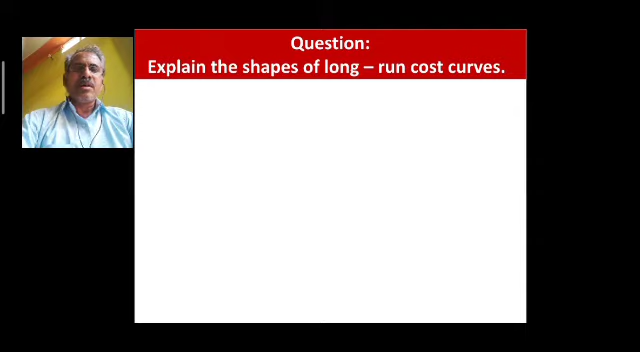 Question:
Explain the shapes of long – run cost curves.